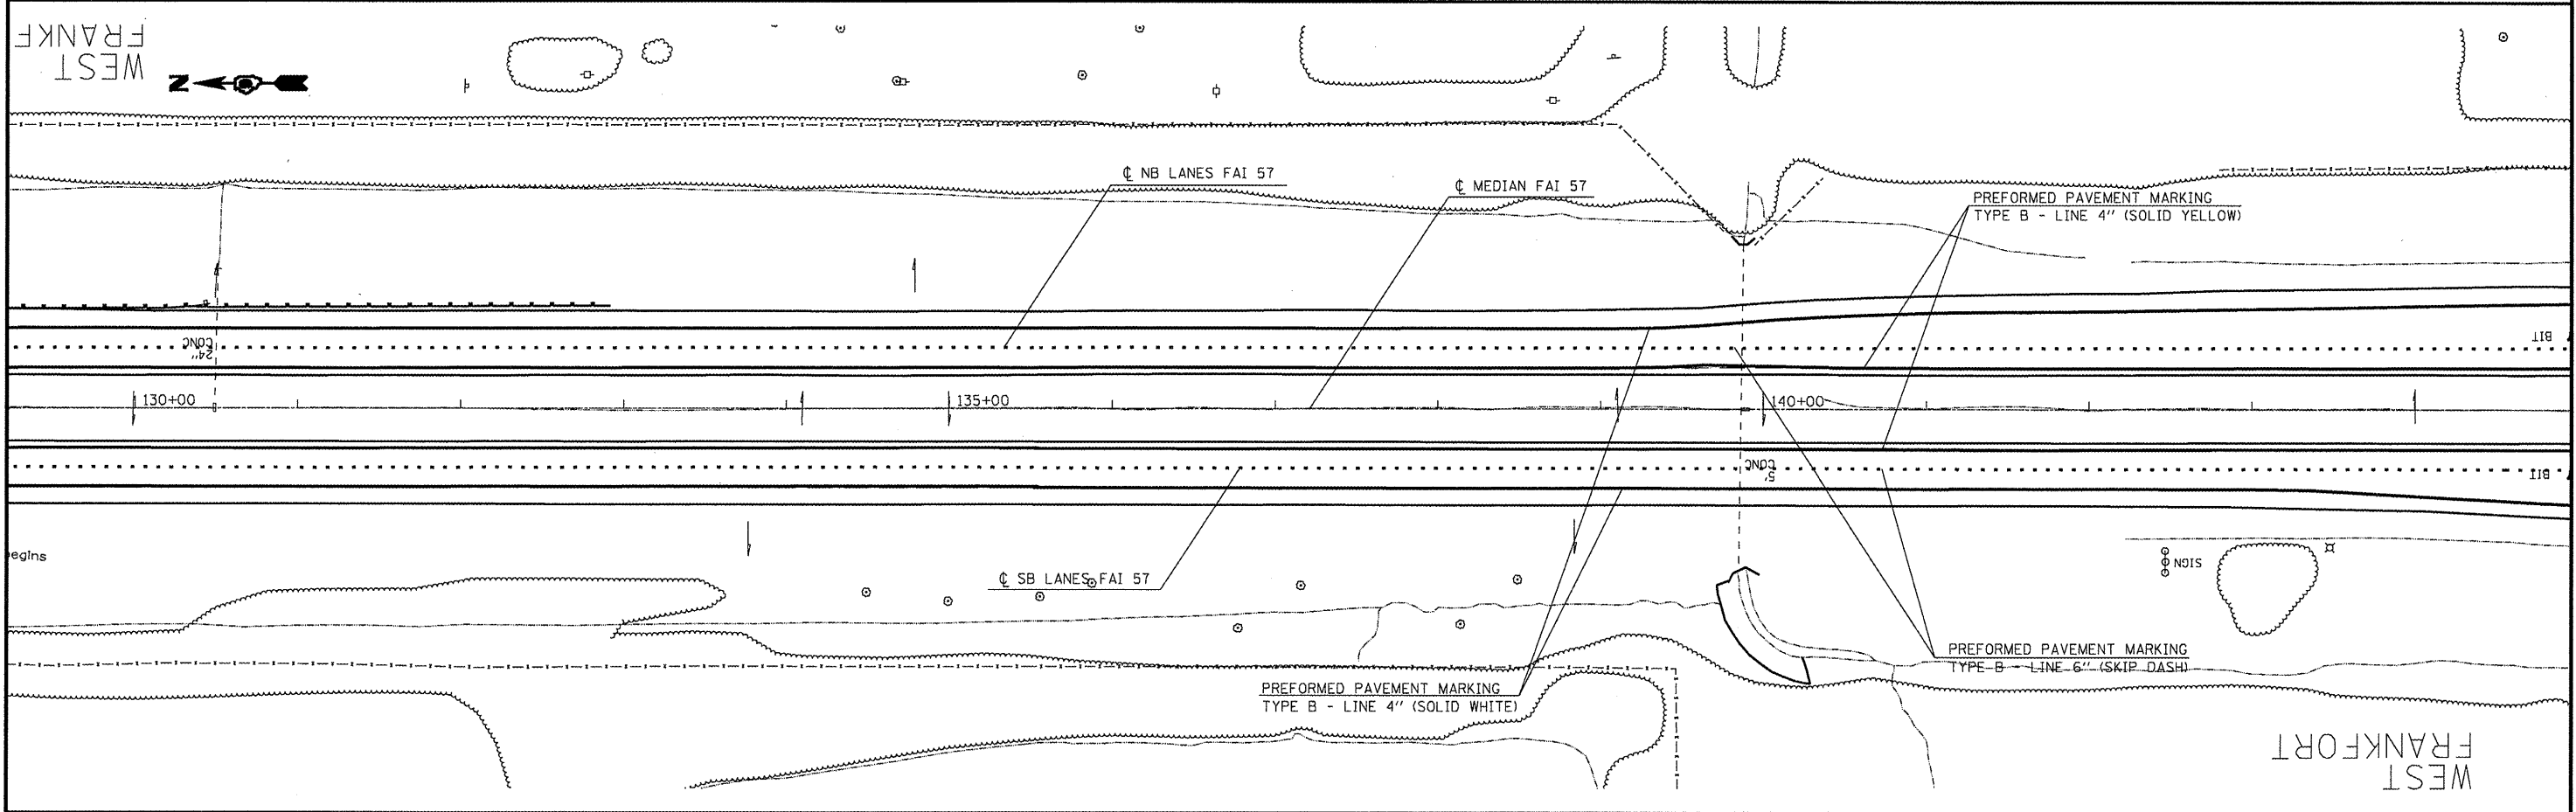 WEST
FRANKF
N
℄ NB LANES FAI 57
℄ MEDIAN FAI 57
PREFORMED PAVEMENT MARKING
TYPE B - LINE 4" (SOLID YELLOW)
24"
CONC
BIT
130+00
135+00
140+00
5'
CONC
BIT
egins
℄ SB LANES FAI 57
SIGN
PREFORMED PAVEMENT MARKING
TYPE B - LINE 6" (SKIP DASH)
PREFORMED PAVEMENT MARKING
TYPE B - LINE 4" (SOLID WHITE)
WEST
FRANKFORT